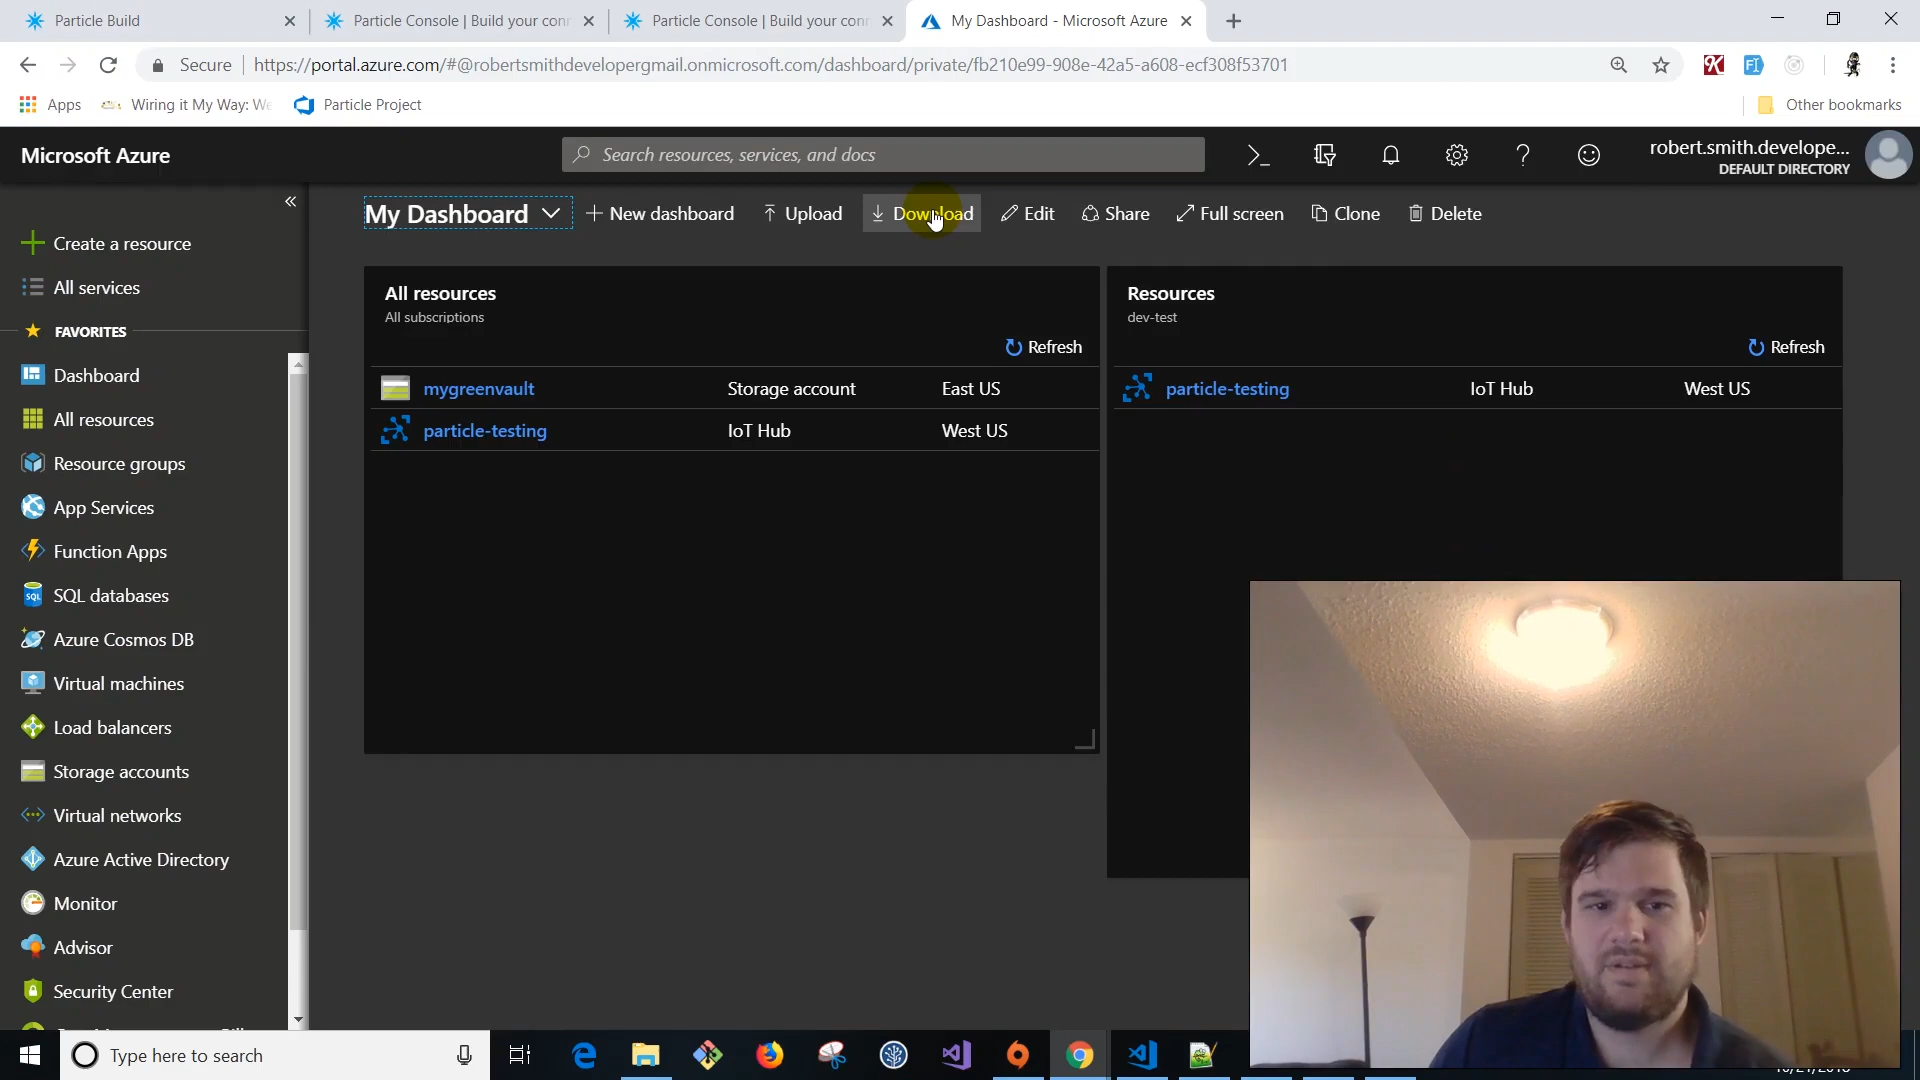 Particle Build
Particle Console | Build your con
Particle Console | Build your con
My Dashboard - Microsoft Azure
Secure
https://portal.azure.com/#@robertsmithdevelopergmail.onmicrosoft.com/dashboard/private/fb210e99-908e-42a5-a608-ecf308f53701
Apps
Wiring it My Way: We
Particle Project
Other bookmarks
Microsoft Azure
Search resources, services, and docs
robert.smith.develope...
DEFAULT DIRECTORY
My Dashboard
New dashboard
Upload
Download
Edit
Share
Full screen
Clone
Delete
Create a resource
All services
FAVORITES
Dashboard
All resources
Resource groups
App Services
Function Apps
SQL databases
Azure Cosmos DB
Virtual machines
Load balancers
Storage accounts
Virtual networks
Azure Active Directory
Monitor
Advisor
Security Center
All resources
All subscriptions
Refresh
mygreenvault Storage account East US
particle-testing IoT Hub West US
Resources
dev-test
Refresh
particle-testing IoT Hub West US
Type here to search